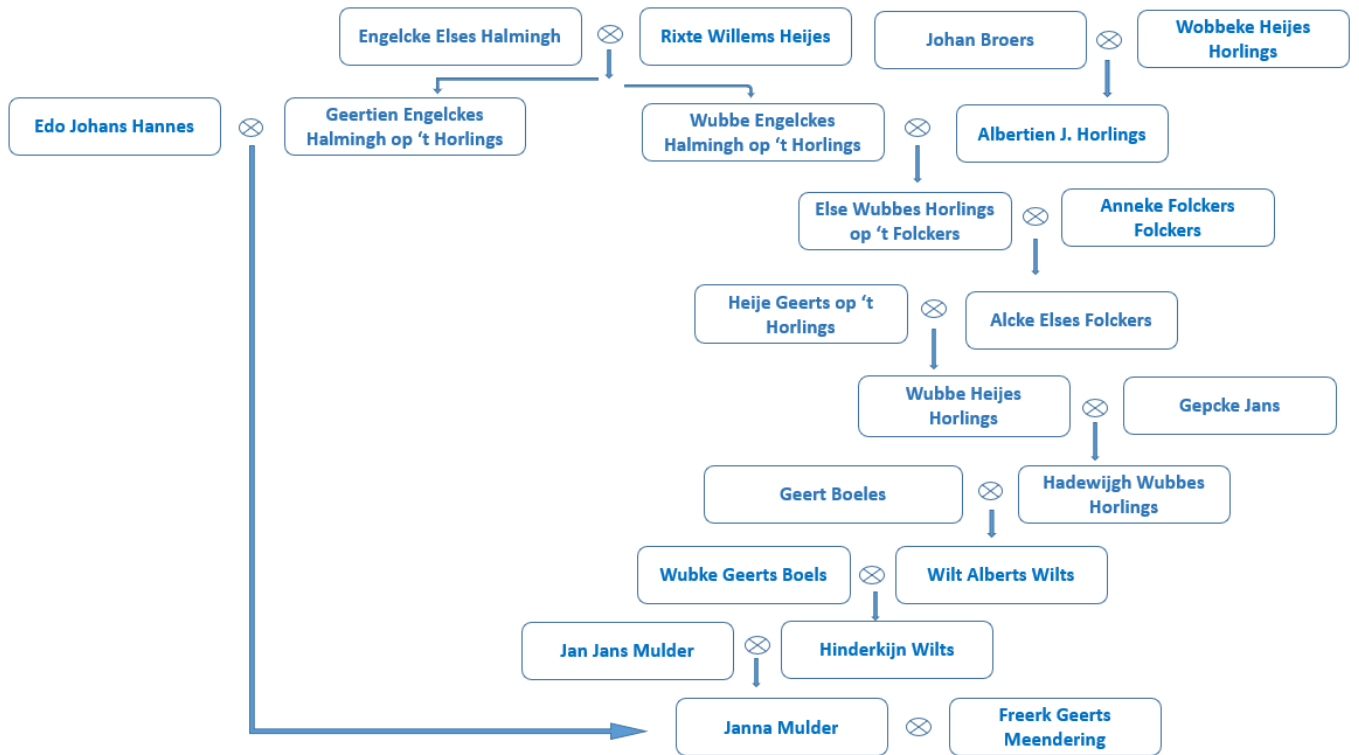 Engelcke Elses Halmingh
Rixte Willems Heijes
Johan Broers
Wobbeke Heijes
Horlings
Edo Johans Hannes
Geertien Engelckes
Halmingh op ‘t Horlings
Wubbe Engelckes
Halmingh op ‘t Horlings
Albertien J. Horlings
Else Wubbes Horlings
op ‘t Folckers
Anneke Folckers
Folckers
Heije Geerts op ‘t
Horlings
Alcke Elses Folckers
Wubbe Heijes
Horlings
Gepcke Jans
Geert Boeles
Hadewijgh Wubbes
Horlings
Wubke Geerts Boels
Wilt Alberts Wilts
Jan Jans Mulder
Hinderkijn Wilts
Janna Mulder
Freerk Geerts
Meendering